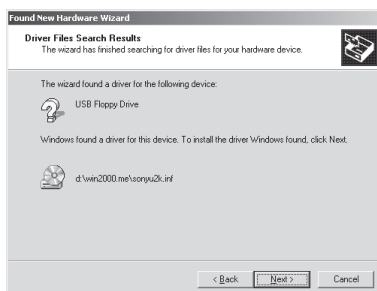 Found New Hardware Wizard
Driver Files Search Results
The wizard has finished searching for driver files for your hardware device.
The wizard found a driver for the following device:
USB Floppy Drive
Windows found a driver for this device. To install the driver Windows found, click Next.
d:\win2000.me\sonyu2k.inf
< Back
Next >
Cancel